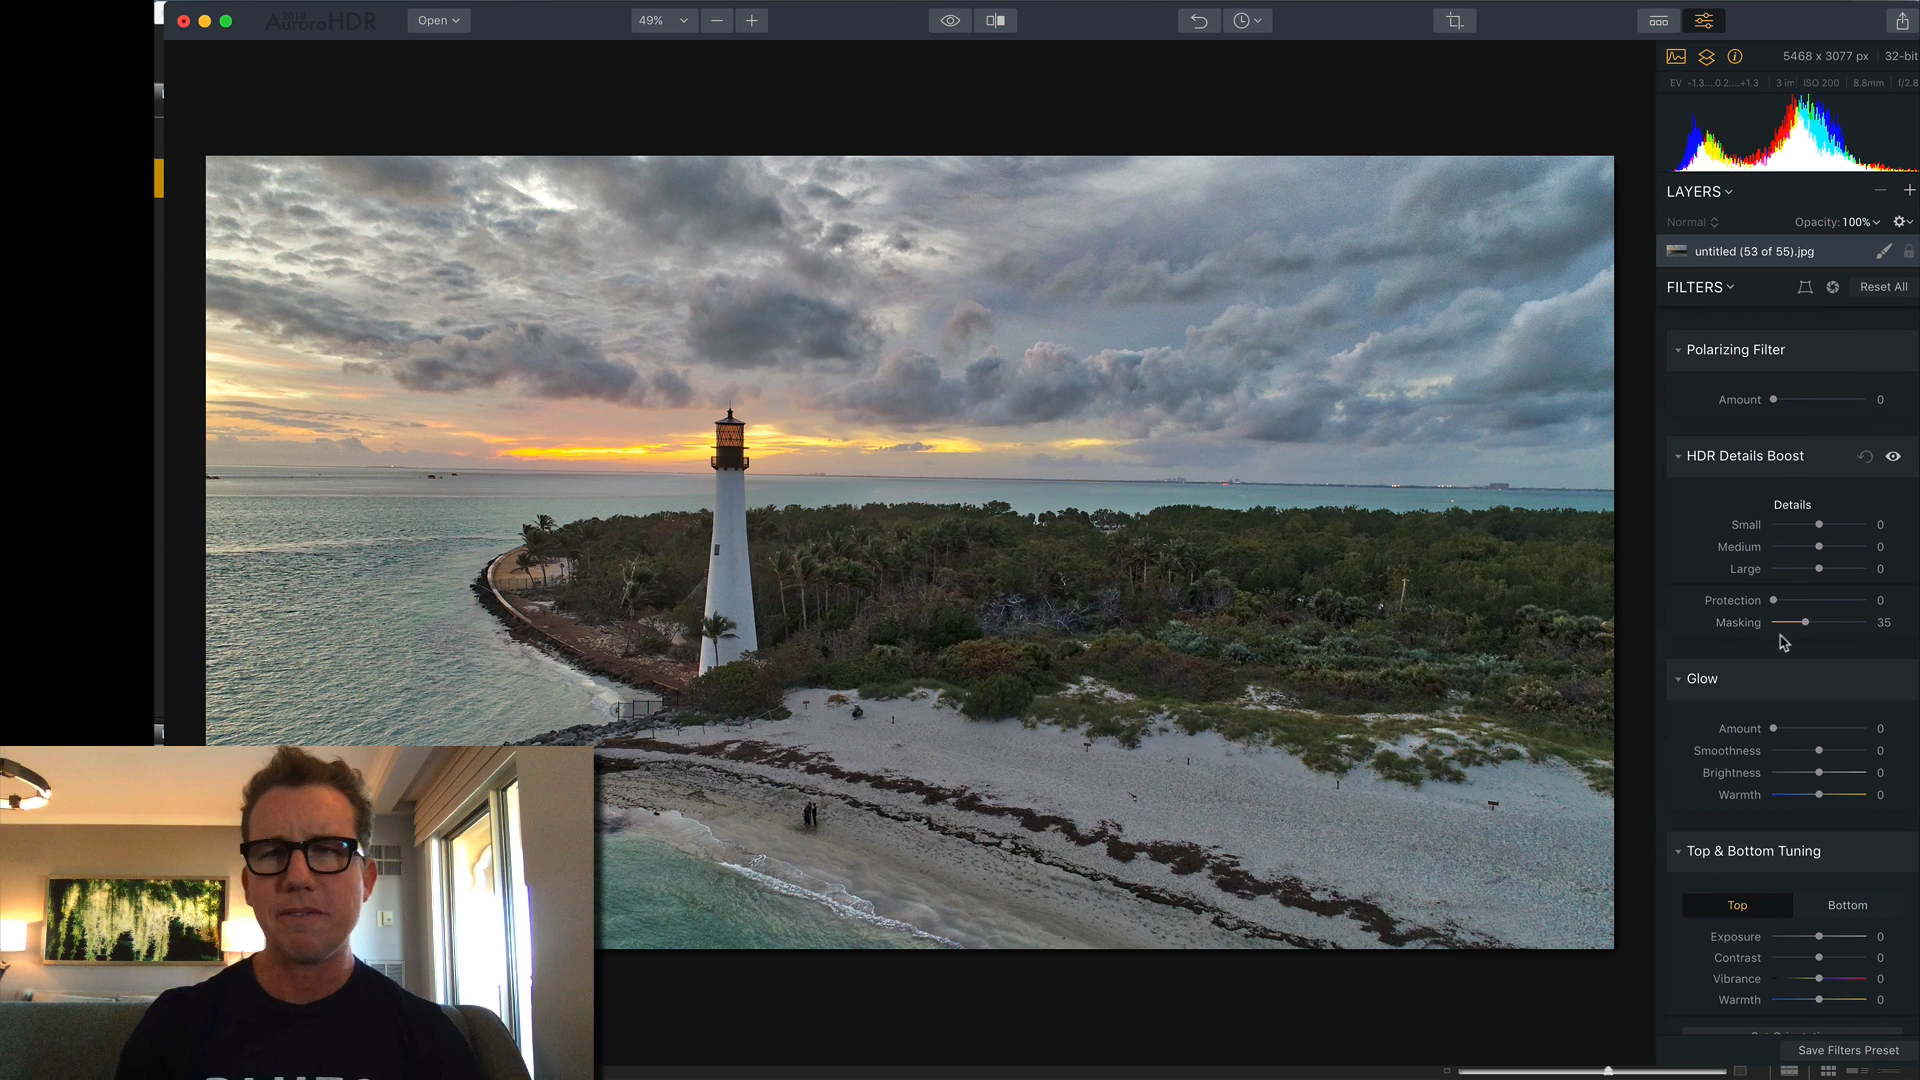 2018
AuroraHDR
Open
49%
5468 x 3077 px
32-bit
EV -1.3....0.2....+1.3
3 im
ISO 200
8.8mm
f/2.8
LAYERS
Normal
Opacity: 100%
untitled (53 of 55).jpg
FILTERS
Reset All
Polarizing Filter
Amount 0
HDR Details Boost
Details
Small 0
Medium 0
Large 0
Protection 0
Masking 35
Glow
Amount 0
Smoothness 0
Brightness 0
Warmth 0
Top & Bottom Tuning
Top
Bottom
Exposure 0
Contrast 0
Vibrance 0
Warmth 0
Save Filters Preset